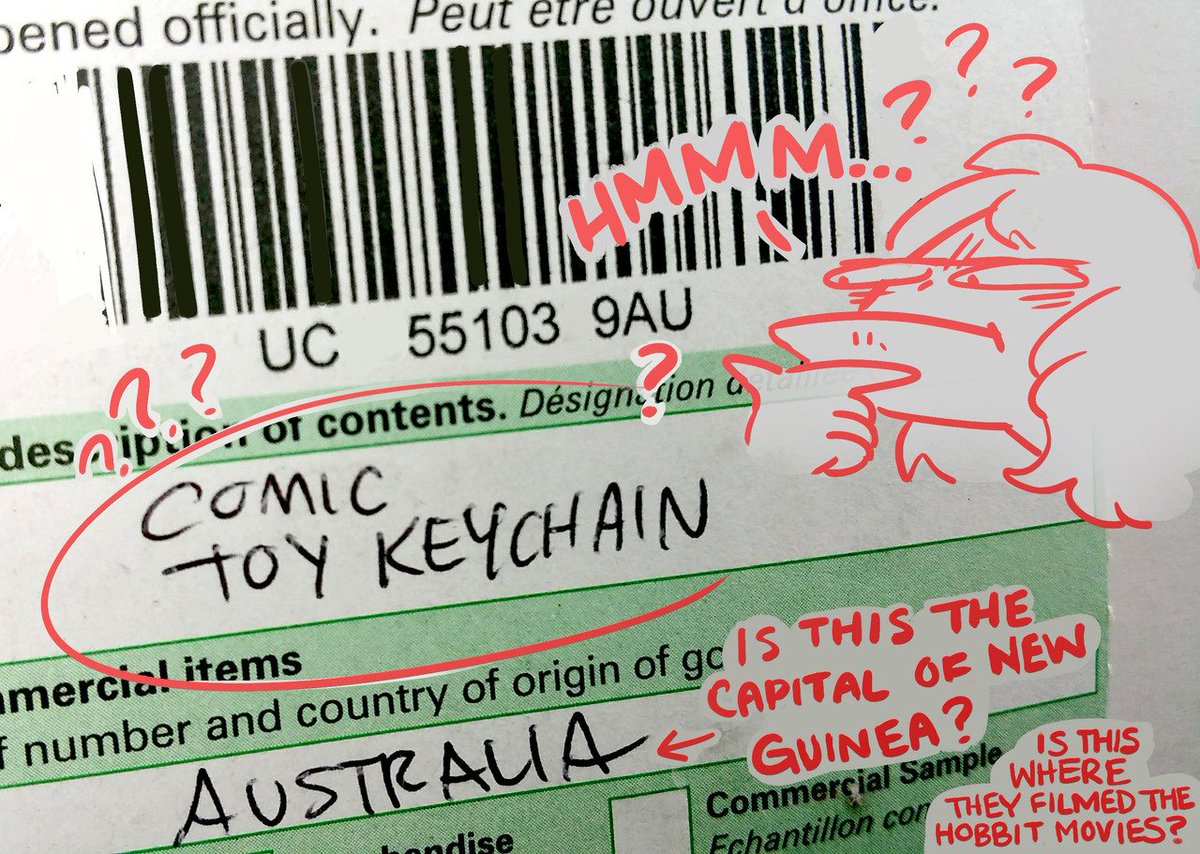 pened officially. Peut être ouvert d'office.
HMMMM...???
UC 55103 9AU
????
description of contents. Désignation détaillée
COMIC
TOY KEYCHAIN
mmercial items
f number and country of origin of go
AUSTRALIA
IS THIS THE
CAPITAL OF NEW
GUINEA?
Commercial Sample
Echantillon com
handise
IS THIS
WHERE
THEY FILMED THE
HOBBIT MOVIES?